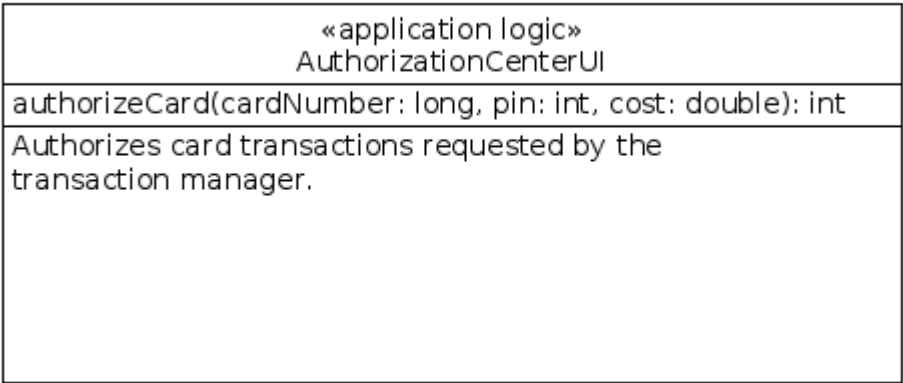 «application logic»
AuthorizationCenterUI
authorizeCard(cardNumber: long, pin: int, cost: double): int
Authorizes card transactions requested by the
transaction manager.